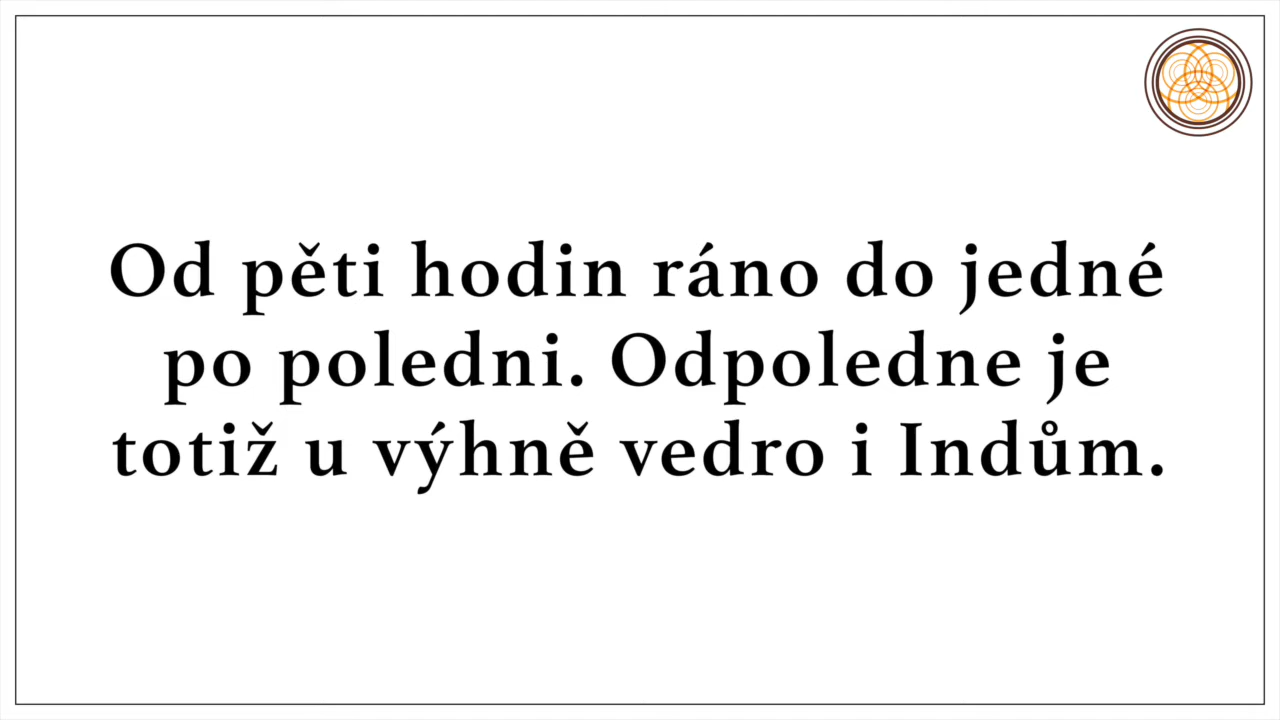 Od pěti hodin ráno do jedné
po poledni. Odpoledne je
totiž u výhně vedro i Indům.